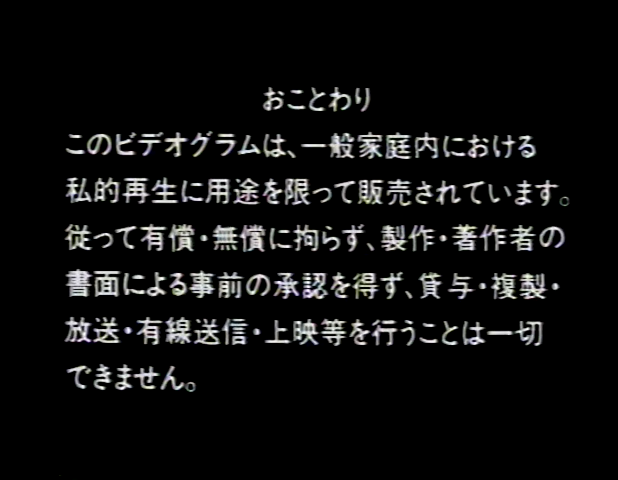 おことわり
このビデオグラムは、一般家庭内における
私的再生に用途を限って販売されています。
従って有償・無償に拘らず、製作・著作者の
書面による事前の承認を得ず、貸与・複製・
放送・有線送信・上映等を行うことは一切
できません。